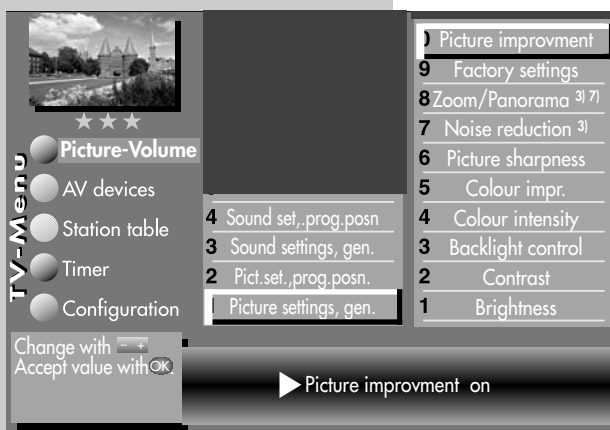 TV-Menu
Picture-Volume
AV devices
Station table
Timer
Configuration
4 Sound set,.prog.posn
3 Sound settings, gen.
2 Pict.set.,prog.posn.
Picture settings, gen.
Picture improvment
9 Factory settings
8 Zoom/Panorama 3) 7)
7 Noise reduction 3)
6 Picture sharpness
5 Colour impr.
4 Colour intensity
3 Backlight control
2 Contrast
1 Brightness
Change with - +
Accept value with OK.
Picture improvment on